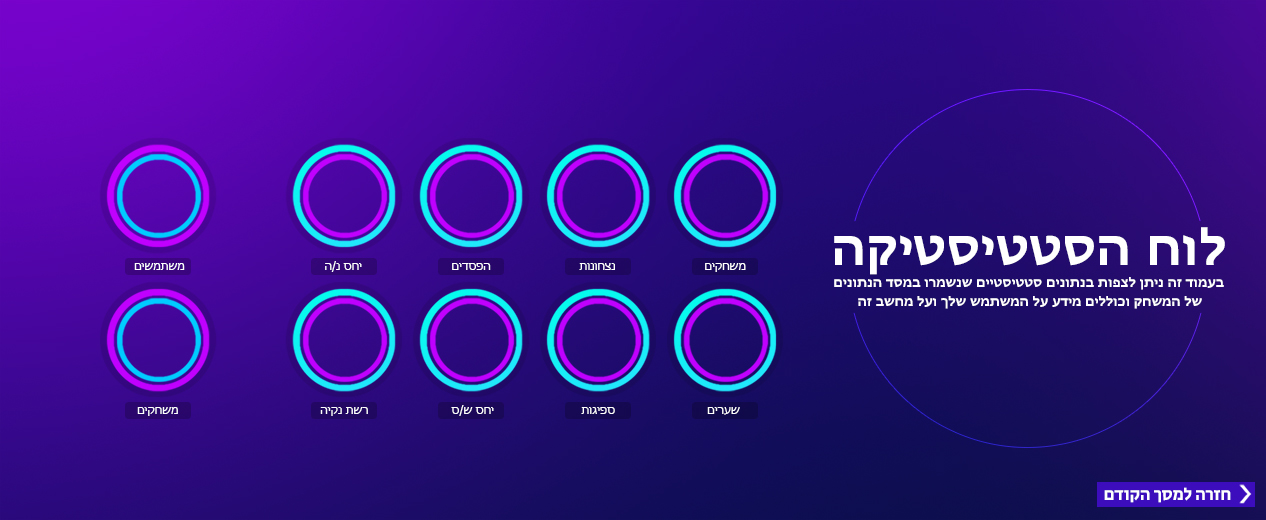 לוח הסטטיסטיקה
בעמוד זה ניתן לצפות בנתונים סטטיסטיים שנשמרו במסד הנתונים
של המשחק וכוללים מידע על המשתמש שלך ועל מחשב זה
משחקים
נצחונות
הפסדים
יחס נ/ה
משתמשים
שערים
ספיגות
יחס ש/ס
רשת נקיה
משחקים
חזרה למסך הקודם